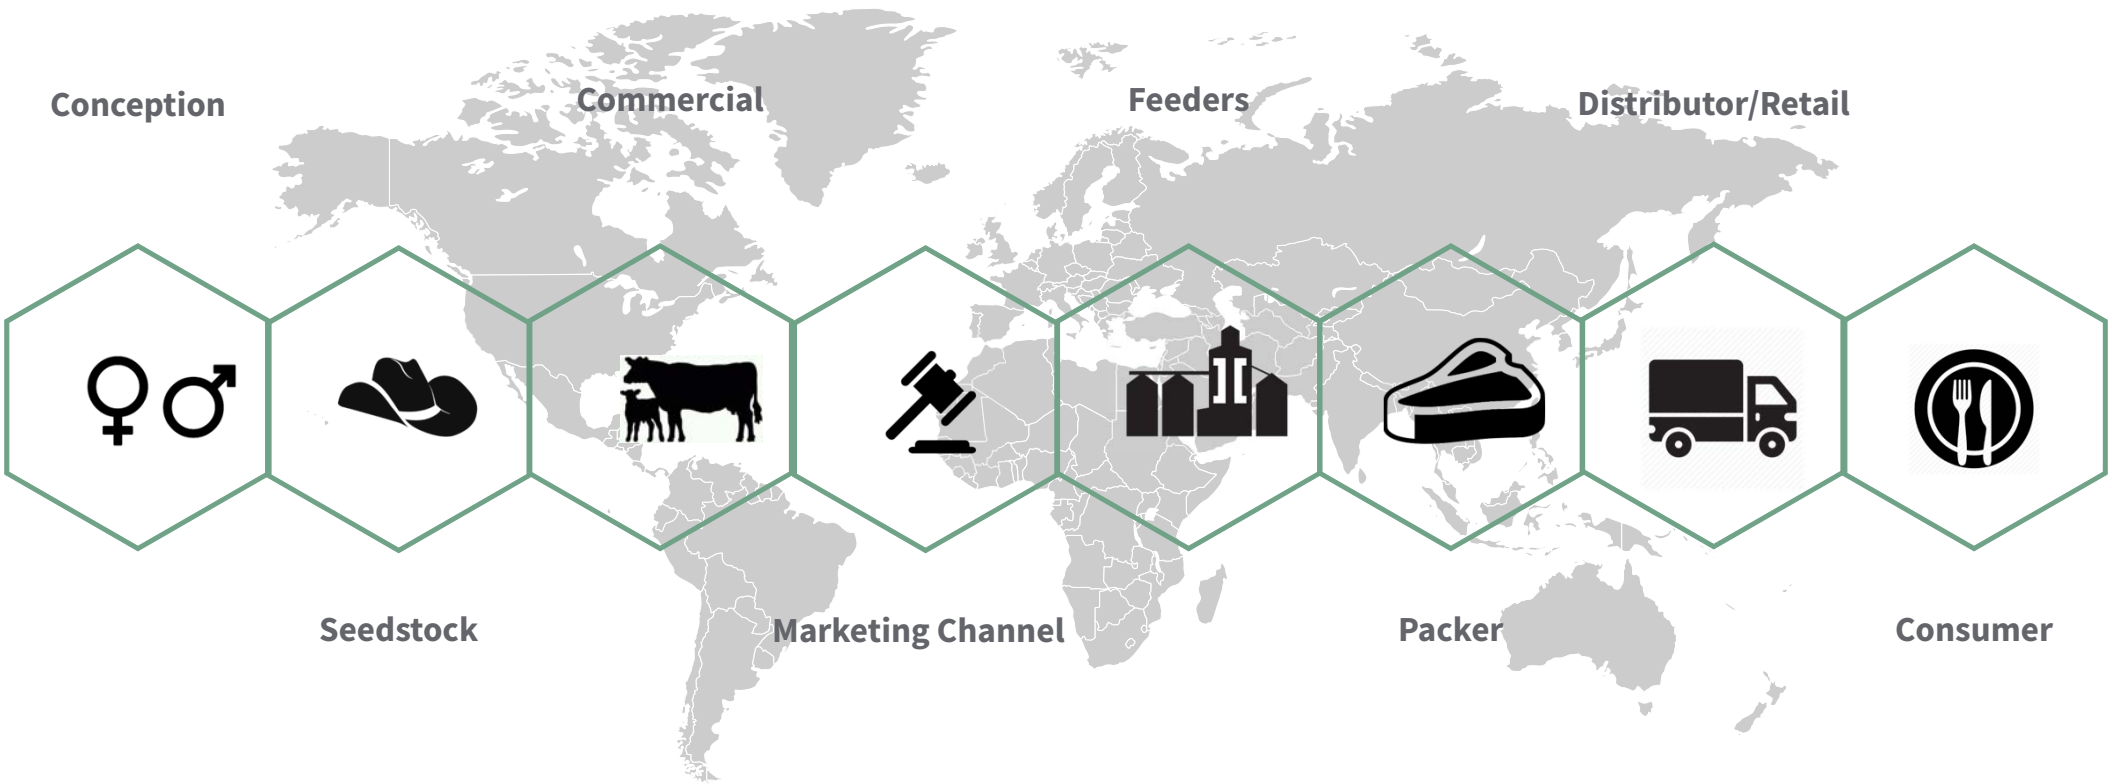 Conception
Commercial
Feeders
Distributor/Retail
Seedstock
Marketing Channel
Packer
Consumer